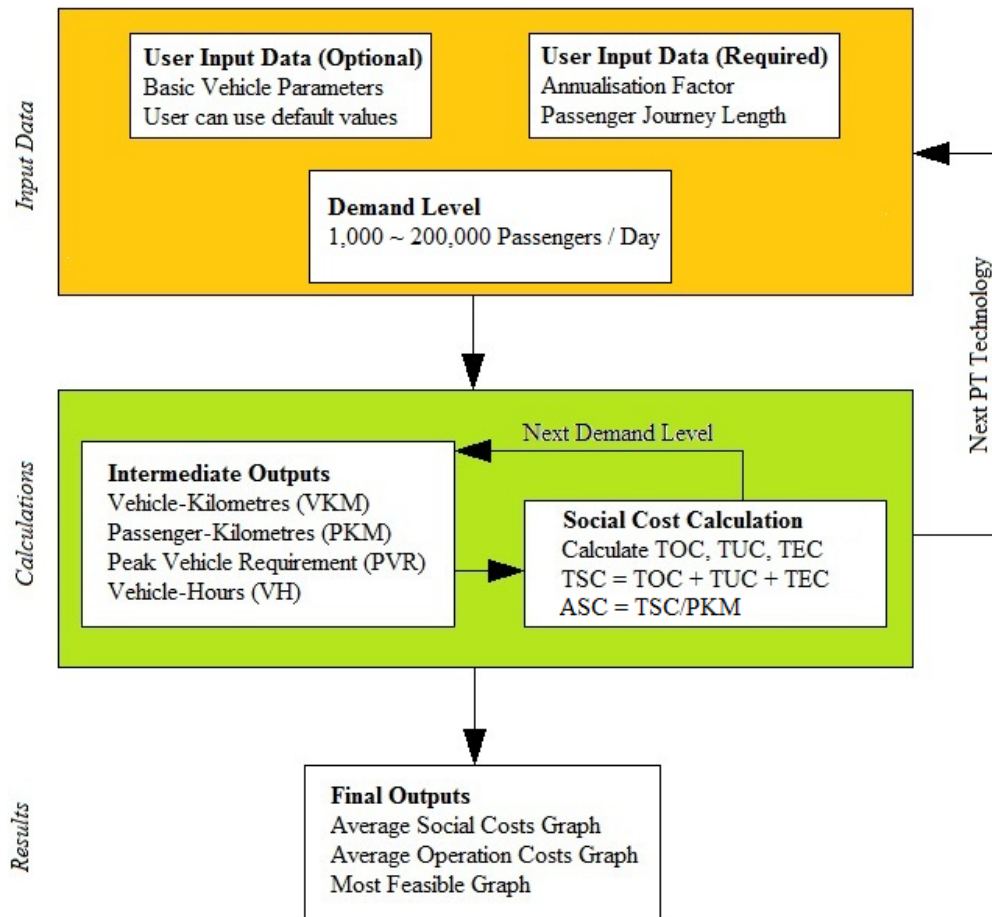 Input Data
User Input Data (Optional)
Basic Vehicle Parameters
User can use default values
User Input Data (Required)
Annualisation Factor
Passenger Journey Length
Demand Level
1,000 ~ 200,000 Passengers / Day
Next PT Technology
Calculations
Next Demand Level
Intermediate Outputs
Vehicle-Kilometres (VKM)
Passenger-Kilometres (PKM)
Peak Vehicle Requirement (PVR)
Vehicle-Hours (VH)
Social Cost Calculation
Calculate TOC, TUC, TEC
TSC = TOC + TUC + TEC
ASC = TSC/PKM
Results
Final Outputs
Average Social Costs Graph
Average Operation Costs Graph
Most Feasible Graph